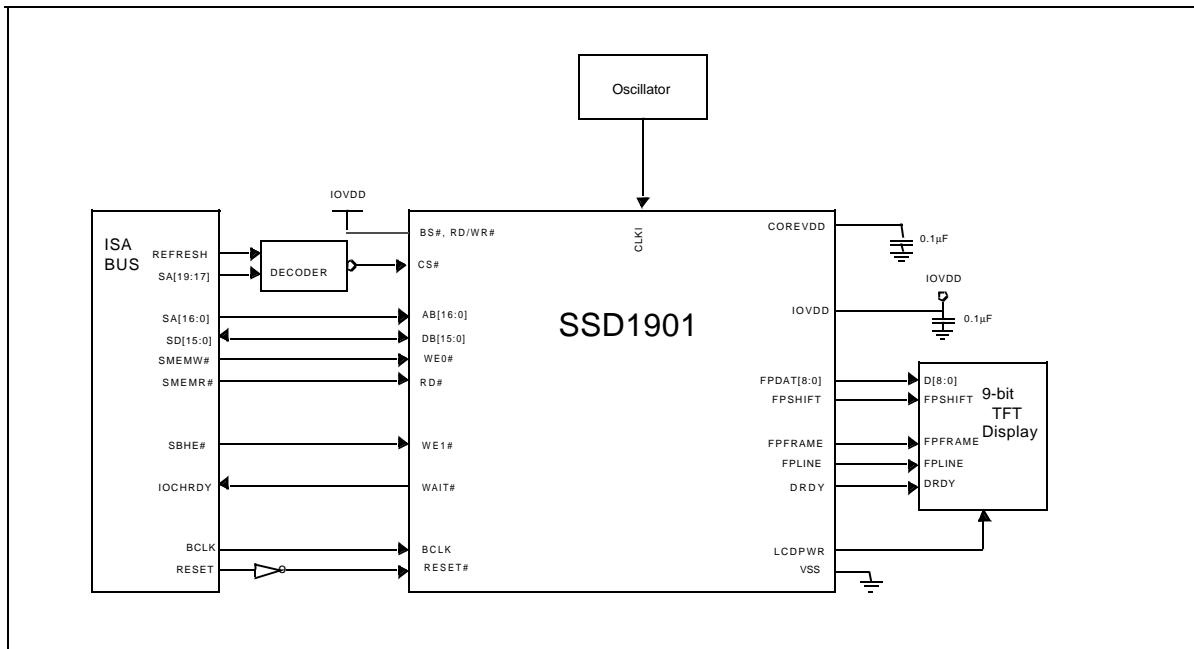 Oscillator
CLKI
IOVDD
ISA
BUS
REFRESH
SA[19:17]
DECODER
SA[16:0]
SD[15:0]
SMEMW#
SMEMR#
SBHE#
IOCHRDY
BCLK
RESET
BS#, RD/WR#
CS#
AB[16:0]
DB[15:0]
WE0#
RD#
WE1#
WAIT#
BCLK
RESET#
SSD1901
COREVDD
0.1µF
IOVDD
IOVDD
0.1µF
FPDAT[8:0]
FPSHIFT
FPFRAME
FPLINE
DRDY
LCDPWR
VSS
D[8:0]
FPSHIFT
9-bit
TFT
Display
FPFRAME
FPLINE
DRDY